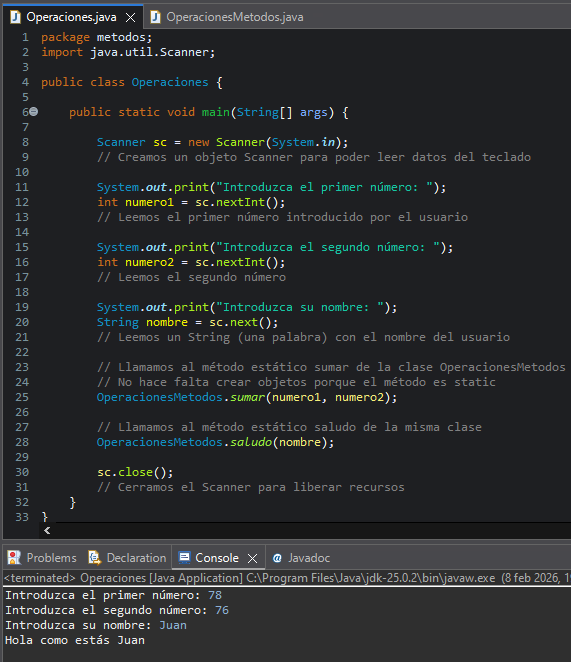 Operaciones.java OperacionesMetodos.java
1 package metodos;
2 import java.util.Scanner;
3
4 public class Operaciones {
5
6 public static void main(String[] args) {
7
8 Scanner sc = new Scanner(System.in);
9 // Creamos un objeto Scanner para poder leer datos del teclado
10
11 System.out.print("Introduzca el primer número: ");
12 int numero1 = sc.nextInt();
13 // Leemos el primer número introducido por el usuario
14
15 System.out.print("Introduzca el segundo número: ");
16 int numero2 = sc.nextInt();
17 // Leemos el segundo número
18
19 System.out.print("Introduzca su nombre: ");
20 String nombre = sc.next();
21 // Leemos un String (una palabra) con el nombre del usuario
22
23 // Llamamos al método estático sumar de la clase OperacionesMetodos
24 // No hace falta crear objetos porque el método es static
25 OperacionesMetodos.sumar(numero1, numero2);
26
27 // Llamamos al método estático saludo de la misma clase
28 OperacionesMetodos.saludo(nombre);
29
30 sc.close();
31 // Cerramos el Scanner para liberar recursos
32 }
33 }
Problems Declaration Console Javadoc
<terminated> Operaciones [Java Application] C:\Program Files\Java\jdk-25.0.2\bin\javaw.exe (8 feb 2026,
Introduzca el primer número: 78
Introduzca el segundo número: 76
Introduzca su nombre: Juan
Hola como estás Juan